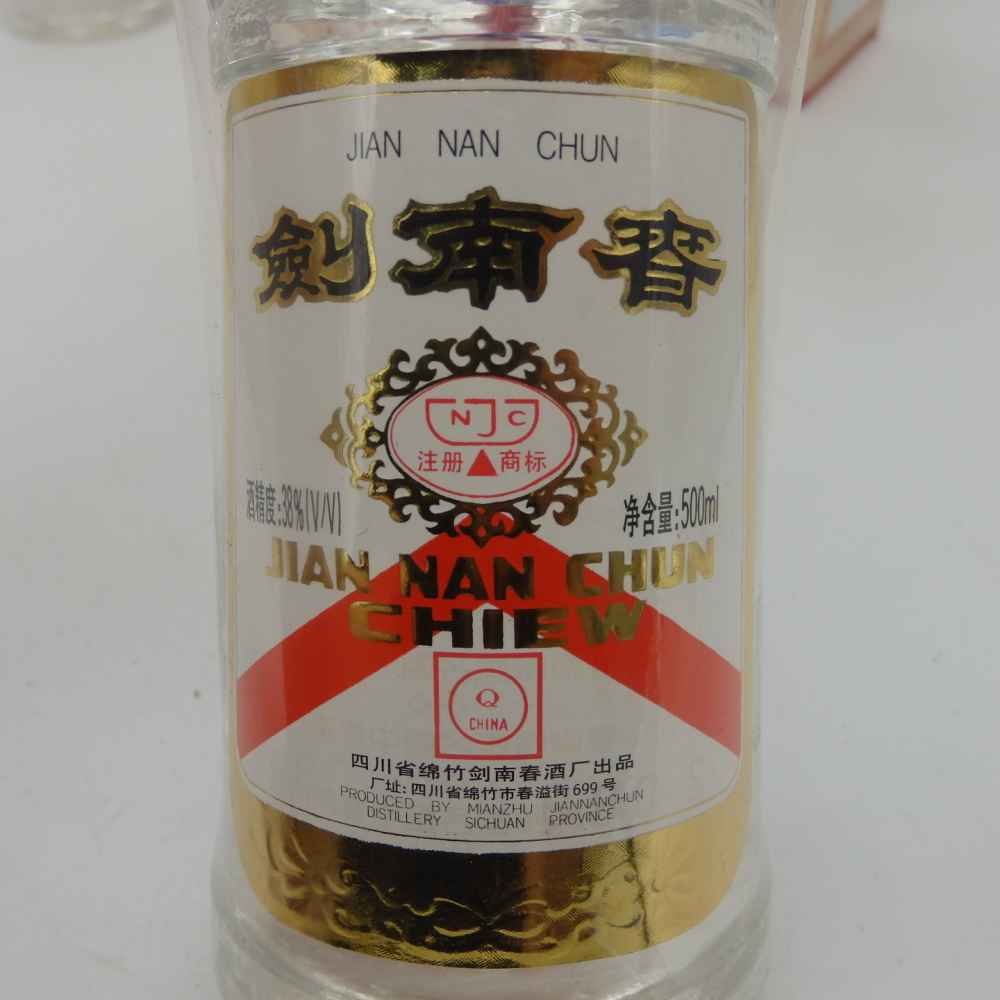 JIAN NAN CHUN
劍南春
NJC
注册 商标
酒精度:38%(V/V)
净含量:500ml
JIAN NAN CHUN
CHIEW
Q
CHINA
四川省绵竹剑南春酒厂出品
厂址:四川省绵竹市春溢街699号
PRODUCED BY MIANZHU JIANNANCHUN
DISTILLERY SICHUAN PROVINCE